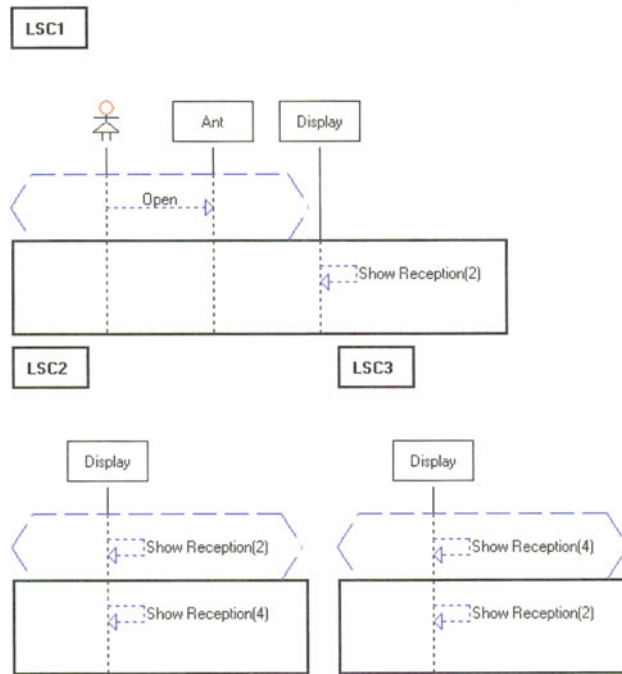 LSC1
Ant
Display
Open
Show Reception(2)
LSC2
LSC3
Display
Display
Show Reception(2)
Show Reception(4)
Show Reception(4)
Show Reception(2)